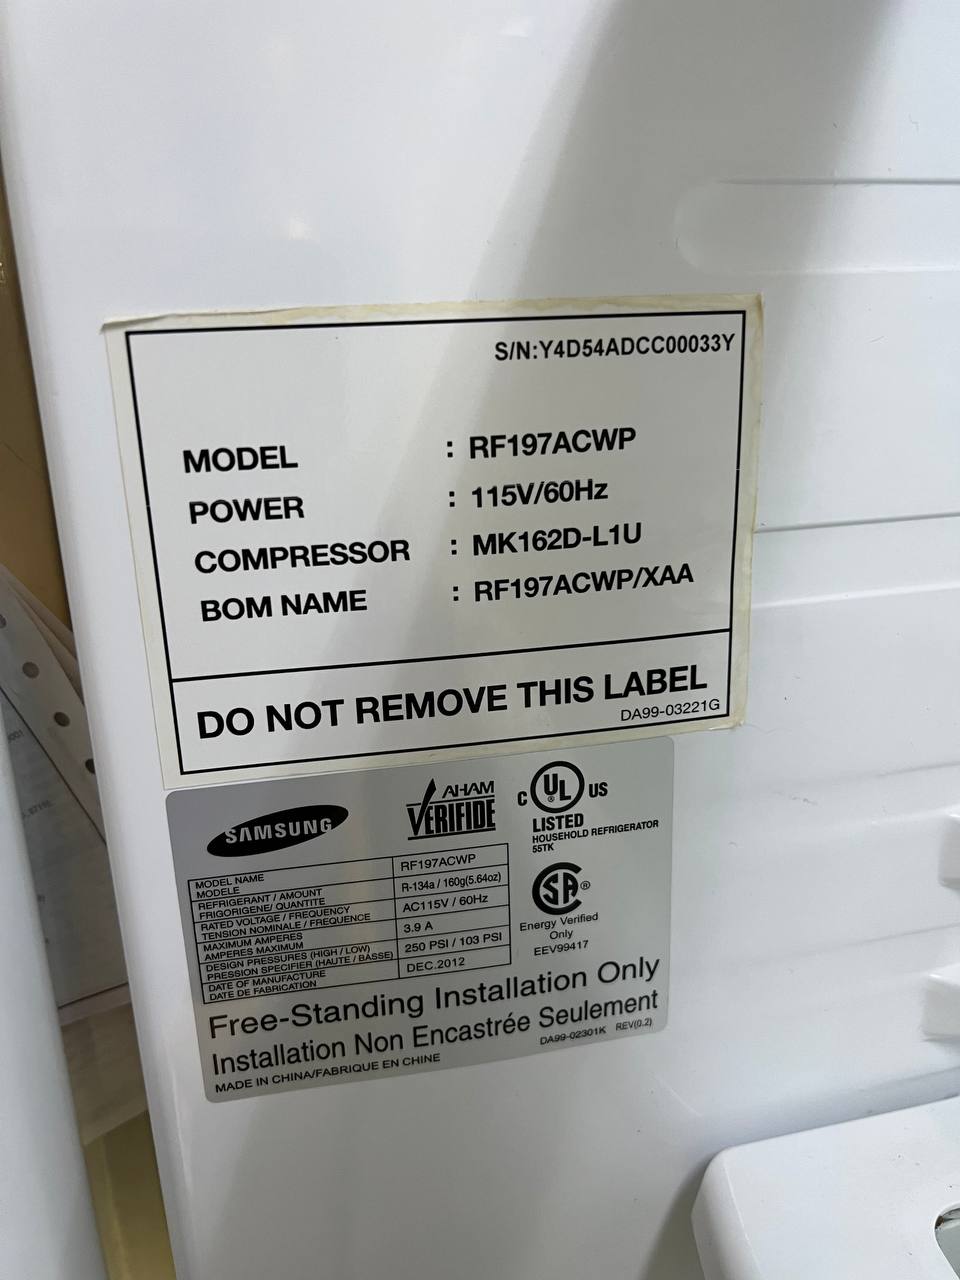 S/N:Y4D54ADCC00033Y
MODEL : RF197ACWP
POWER : 115V/60Hz
COMPRESSOR : MK162D-L1U
BOM NAME : RF197ACWP/XAA
DO NOT REMOVE THIS LABEL
DA99-03221G
SAMSUNG
AHAM
VERIFIDE
C UL ® US
LISTED
HOUSEHOLD REFRIGERATOR
55TK
MODEL NAME
MODELE
RF197ACWP
REFRIGERANT / AMOUNT
FRIGORIGENE/ QUANTITE
R-134a / 160g(5.64oz)
RATED VOLTAGE / FREQUENCY
TENSION NOMINALE / FREQUENCE
AC115V / 60Hz
MAXIMUM AMPERES
AMPERES MAXIMUM
3.9 A
DESIGN PRESSURES (HIGH / LOW)
PRESSION SPECIFIER (HAUTE / BÀSSE)
250 PSI / 103 PSI
DATE OF MANUFACTURE
DATE DE FABRICATION
DEC.2012
SA ®
Energy Verified
Only
EEV99417
Free-Standing Installation Only
Installation Non Encastrée Seulement
DA99-02301K REV(0.2)
MADE IN CHINA/FABRIQUE EN CHINE